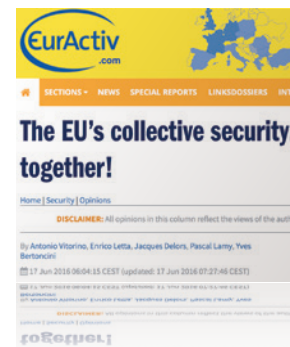 EurActiv
.com
SECTIONS NEWS SPECIAL REPORTS LINKSDOSSIERS INT
The EU's collective security
together!
Home | Security | Opinions
DISCLAIMER: All opinions in this column reflect the views of the auth
By Antonio Vitorino, Enrico Letta, Jacques Delors, Pascal Lamy, Yves
Bertoncini
17 Jun 2016 06:04:15 CEST (updated: 17 Jun 2016 07:27:48 CEST)